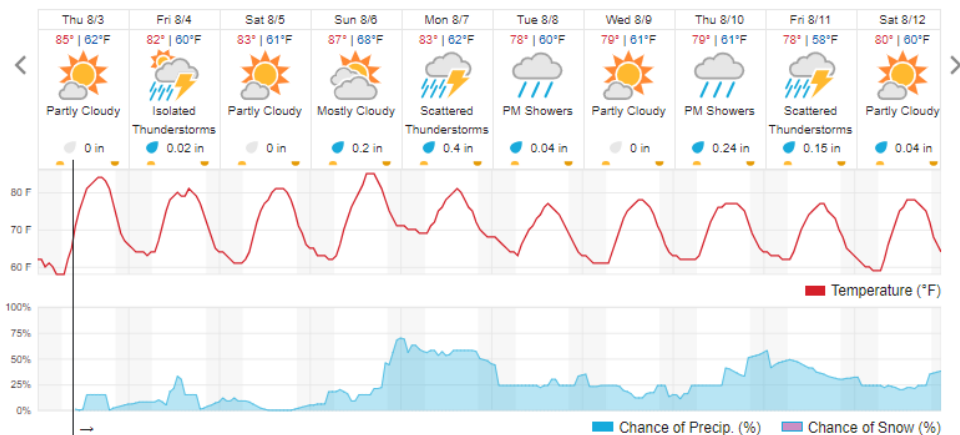 Thu 8/3 Fri 8/4 Sat 8/5 Sun 8/6 Mon 8/7 Tue 8/8 Wed 8/9 Thu 8/10 Fri 8/11 Sat 8/12
85° | 62°F 82° | 60°F 83° | 61°F 87° | 68°F 83° | 62°F 78° | 60°F 79° | 61°F 79° | 61°F 78° | 58°F 80° | 60°F
Partly Cloudy Isolated Partly Cloudy Mostly Cloudy Scattered PM Showers Partly Cloudy PM Showers Scattered Partly Cloudy
Thunderstorms Thunderstorms Thunderstorms
0 in 0.02 in 0 in 0.2 in 0.4 in 0.04 in 0 in 0.24 in 0.15 in 0.04 in
80 F
70 F
60 F
Temperature (°F)
100%
75%
50%
25%
0%
→
Chance of Precip. (%) Chance of Snow (%)